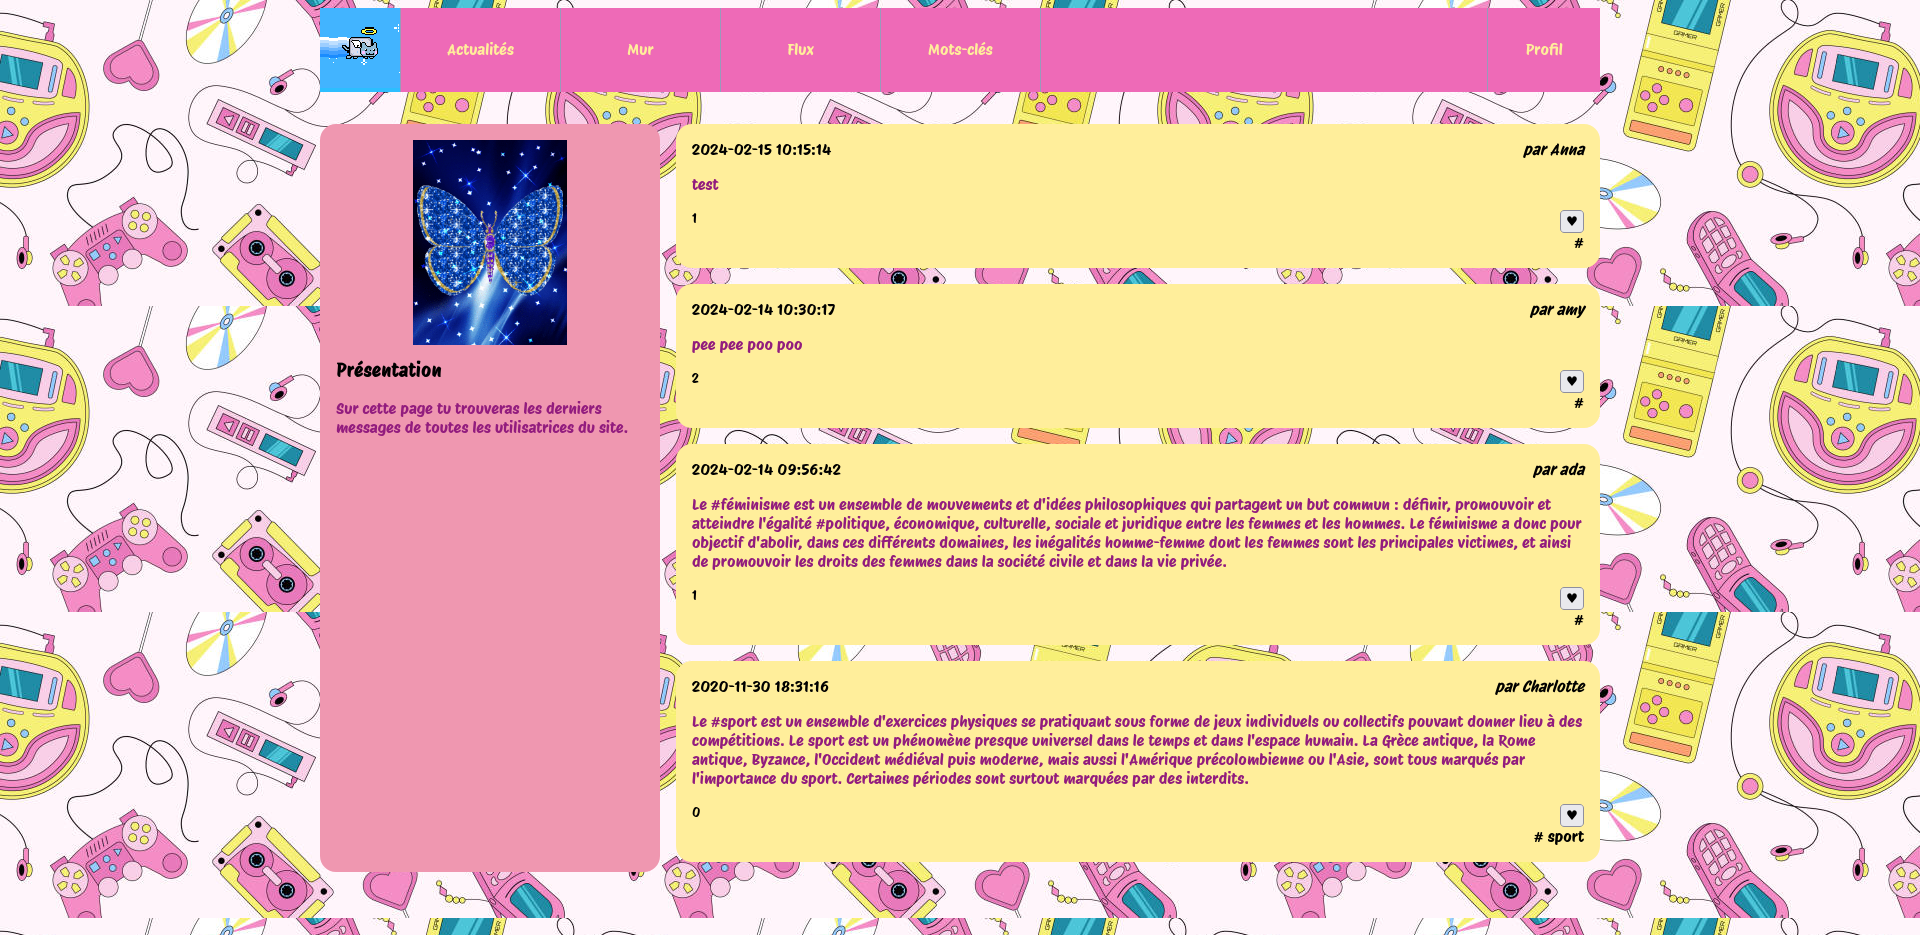 Actualités
Mur
Flux
Mots-clés
Profil
Présentation
Sur cette page tu trouveras les derniers
messages de toutes les utilisatrices du site.
2024-02-15 10:15:14
par Anna
test
1
♥
#
2024-02-14 10:30:17
par amy
pee pee poo poo
2
♥
#
2024-02-14 09:56:42
par ada
Le #féminisme est un ensemble de mouvements et d'idées philosophiques qui partagent un but commun : définir, promouvoir et
atteindre l'égalité #politique, économique, culturelle, sociale et juridique entre les femmes et les hommes. Le féminisme a donc pour
objectif d'abolir, dans ces différents domaines, les inégalités homme-femme dont les femmes sont les principales victimes, et ainsi
de promouvoir les droits des femmes dans la société civile et dans la vie privée.
1
♥
#
2020-11-30 18:31:16
par Charlotte
Le #sport est un ensemble d'exercices physiques se pratiquant sous forme de jeux individuels ou collectifs pouvant donner lieu à des
compétitions. Le sport est un phénomène presque universel dans le temps et dans l'espace humain. La Grèce antique, la Rome
antique, Byzance, l'Occident médiéval puis moderne, mais aussi l'Amérique précolombienne ou l'Asie, sont tous marqués par
l'importance du sport. Certaines périodes sont surtout marquées par des interdits.
0
♥
# sport
GAMER
GAMER
GAMER
GAMER
GAMER